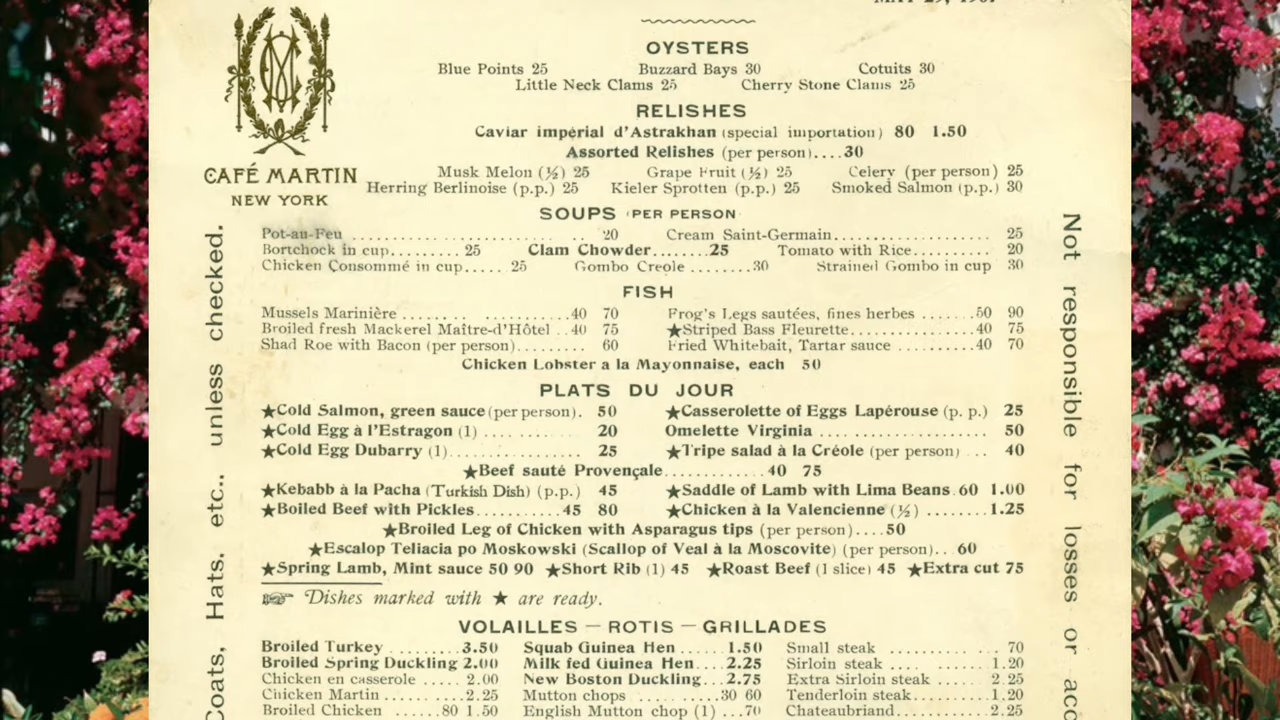 OYSTERS
Blue Points 25 Buzzard Bays 30 Cotuits 30
Little Neck Clams 25 Cherry Stone Clams 25
RELISHES
Caviar impérial d'Astrakhan (special importation) 80 1.50
Assorted Relishes (per person)....30
Musk Melon (½) 25 Grape Fruit (½) 25 Celery (per person) 25
Herring Berlinoise (p.p.) 25 Kieler Sprotten (p.p.) 25 Smoked Salmon (p.p.) 30
CAFÉ MARTIN
NEW YORK
SOUPS (PER PERSON
Pot-au-Feu 20 Cream Saint-Germain 25
Bortchock in cup 25 Clam Chowder 25 Tomato with Rice 20
Chicken Consommé in cup 25 Gombo Creole 30 Strained Gombo in cup 30
FISH
Mussels Marinière 40 70 Frog's Legs sautées, fines herbes 50 90
Broiled fresh Mackerel Maître-d'Hôtel 40 75 ★Striped Bass Fleurette 40 75
Shad Roe with Bacon (per person) 60 Fried Whitebait, Tartar sauce 40 70
Chicken Lobster a la Mayonnaise, each 50
PLATS DU JOUR
★Cold Salmon, green sauce (per person). 50 ★Casserolette of Eggs Lapérouse (p. p.) 25
★Cold Egg à l'Estragon (1) 20 Omelette Virginia 50
★Cold Egg Dubarry (1) 25 ★Tripe salad à la Créole (per person) 40
★Beef sauté Provençale 40 75
★Kebabb à la Pacha (Turkish Dish) (p.p.) 45 ★Saddle of Lamb with Lima Beans 60 1.00
★Boiled Beef with Pickles 45 80 ★Chicken à la Valencienne (½) 1.25
★Broiled Leg of Chicken with Asparagus tips (per person)....50
★Escalop Teliacia po Moskowski (Scallop of Veal à la Moscovite) (per person)... 60
★Spring Lamb, Mint sauce 50 90 ★Short Rib (1) 45 ★Roast Beef (1 slice) 45 ★Extra cut 75
Dishes marked with ★ are ready.
VOLAILLES — ROTIS — GRILLADES
Broiled Turkey 3.50 Squab Guinea Hen 1.50 Small steak 70
Broiled Spring Duckling 2.00 Milk fed Guinea Hen 2.25 Sirloin steak 1.20
Chicken en casserole 2.00 New Boston Duckling 2.75 Extra Sirloin steak 2.25
Chicken Martin 2.25 Mutton chops 30 60 Tenderloin steak 1.20
Broiled Chicken 80 1.50 English Mutton chop (1) 70 Chateaubriand 2.25
Coats, Hats, etc., unless checked.
Not responsible for losses or acc